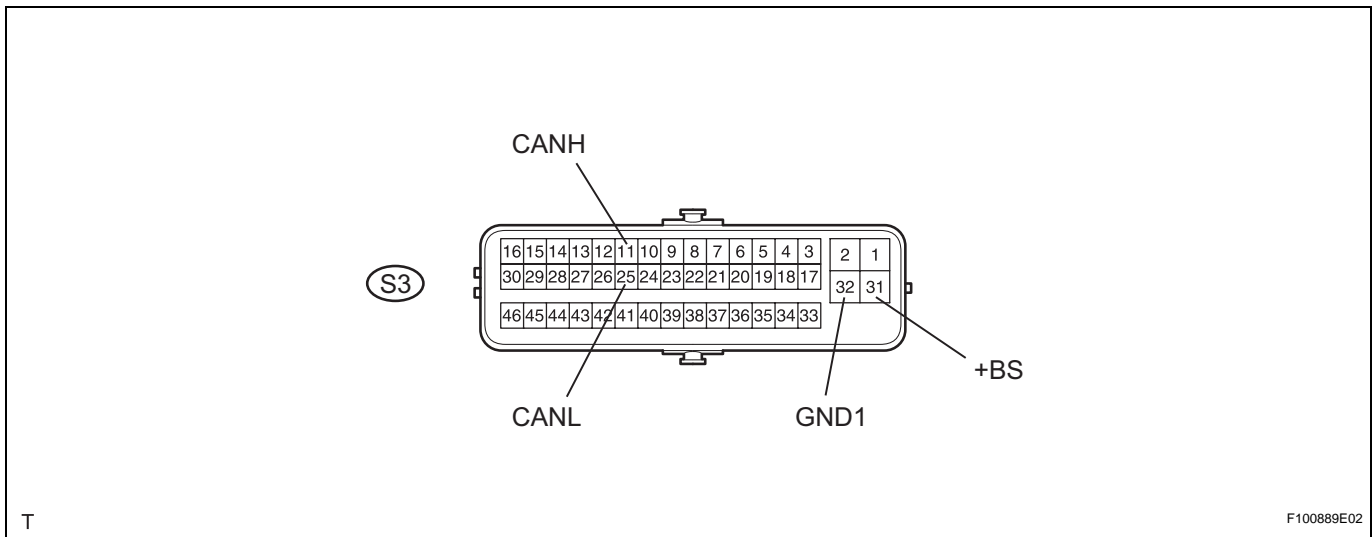 CANH
16 15 14 13 12 11 10 9 8 7 6 5 4 3 2 1
S3
30 29 28 27 26 25 24 23 22 21 20 19 18 17 32 31
46 45 44 43 42 41 40 39 38 37 36 35 34 33
+BS
CANL GND1
T F100889E02